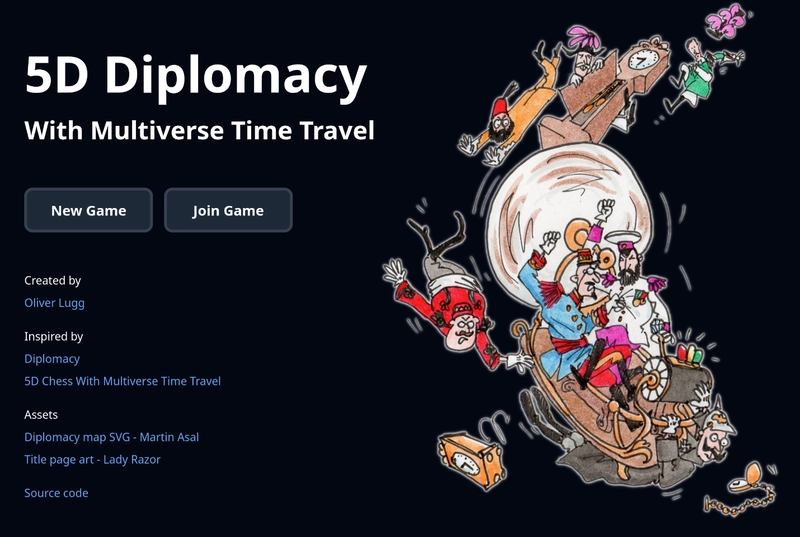 5D Diplomacy
With Multiverse Time Travel
New Game
Join Game
Created by
Oliver Lugg
Inspired by
Diplomacy
5D Chess With Multiverse Time Travel
Assets
Diplomacy map SVG - Martin Asal
Title page art - Lady Razor
Source code